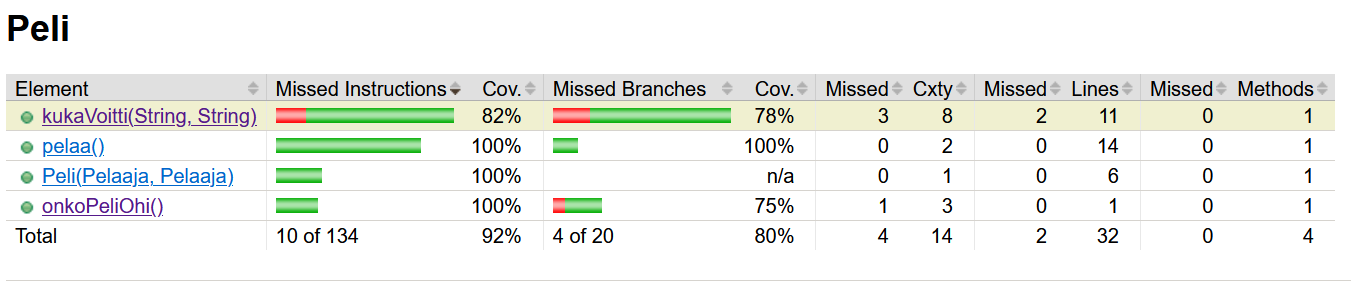 Peli
Element Missed Instructions Cov. Missed Branches Cov. Missed Cxty Missed Lines Missed Methods
kukaVoitti(String, String) 82% 78% 3 8 2 11 0 1
pelaa() 100% 100% 0 2 0 14 0 1
Peli(Pelaaja, Pelaaja) 100% n/a 0 1 0 6 0 1
onkoPeliOhi() 100% 75% 1 3 0 1 0 1
Total 10 of 134 92% 4 of 20 80% 4 14 2 32 0 4